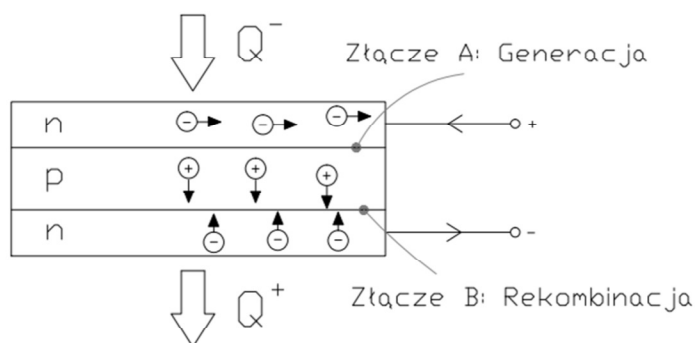 Q⁻
Złącze A: Generacja
n
+
p
n
-
Q⁺
Złącze B: Rekombinacja